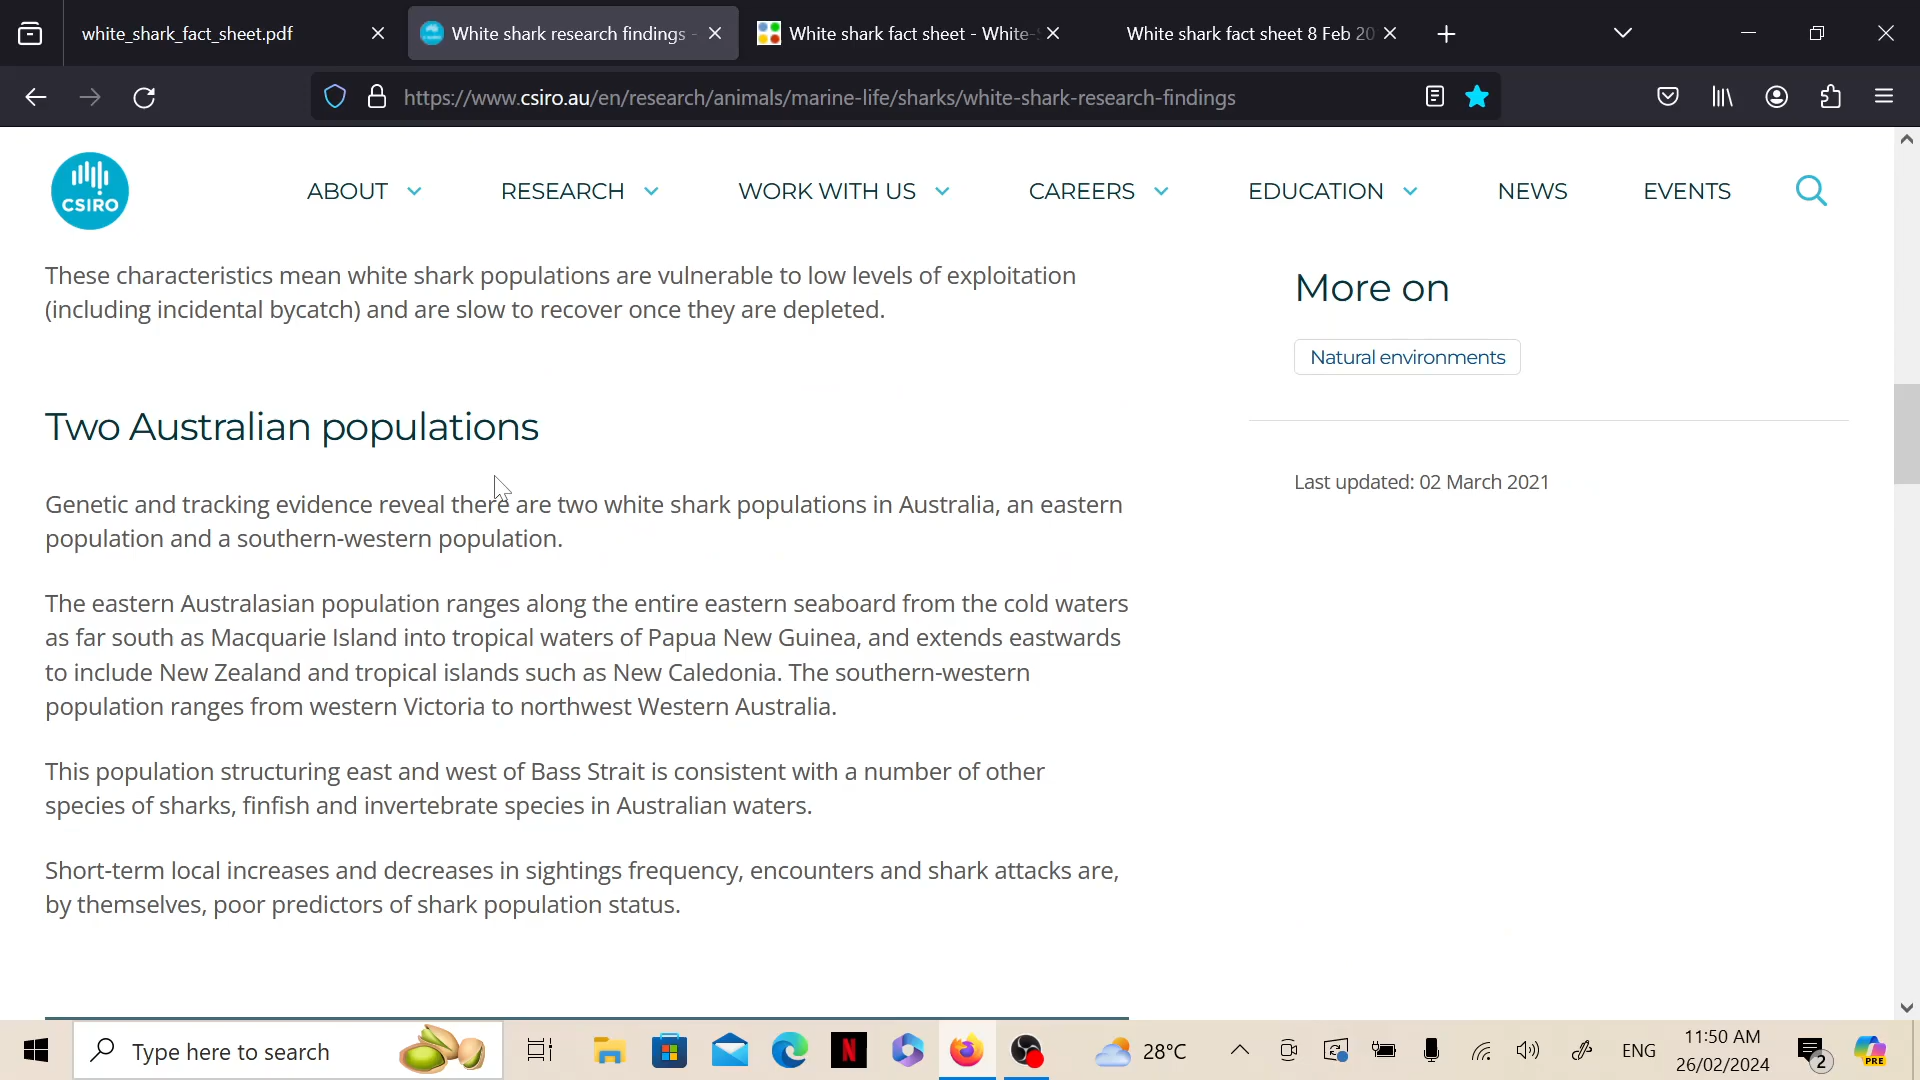 white_shark_fact_sheet.pdf
White shark research findings -
White shark fact sheet - White-
White shark fact sheet 8 Feb 20
https://www.csiro.au/en/research/animals/marine-life/sharks/white-shark-research-findings
CSIRO
ABOUT
RESEARCH
WORK WITH US
CAREERS
EDUCATION
NEWS
EVENTS
These characteristics mean white shark populations are vulnerable to low levels of exploitation
(including incidental bycatch) and are slow to recover once they are depleted.
Two Australian populations
Genetic and tracking evidence reveal there are two white shark populations in Australia, an eastern
population and a southern-western population.
The eastern Australasian population ranges along the entire eastern seaboard from the cold waters
as far south as Macquarie Island into tropical waters of Papua New Guinea, and extends eastwards
to include New Zealand and tropical islands such as New Caledonia. The southern-western
population ranges from western Victoria to northwest Western Australia.
This population structuring east and west of Bass Strait is consistent with a number of other
species of sharks, finfish and invertebrate species in Australian waters.
Short-term local increases and decreases in sightings frequency, encounters and shark attacks are,
by themselves, poor predictors of shark population status.
More on
Natural environments
Last updated: 02 March 2021
Type here to search
N
28°C
ENG
11:50 AM
26/02/2024
2
PRE